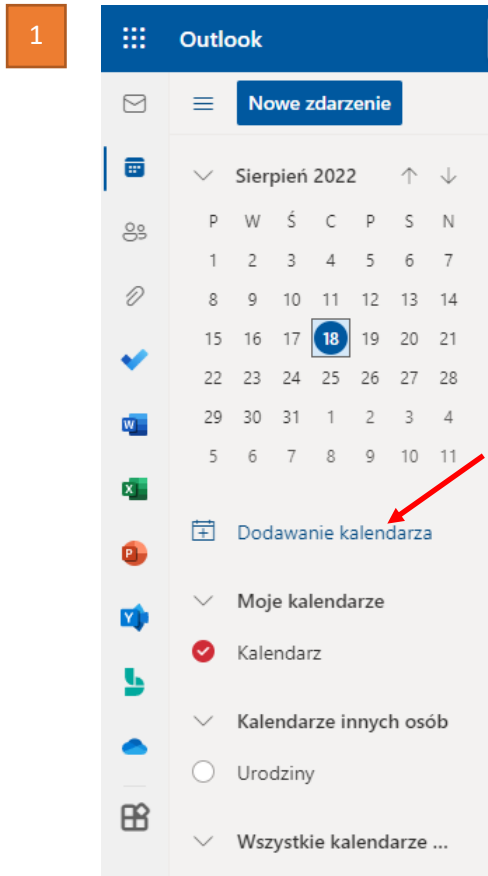 1
Outlook
Nowe zdarzenie
Sierpień 2022
P W Ś C P S N
1 2 3 4 5 6 7
8 9 10 11 12 13 14
15 16 17 18 19 20 21
22 23 24 25 26 27 28
29 30 31 1 2 3 4
5 6 7 8 9 10 11
Dodawanie kalendarza
Moje kalendarze
Kalendarz
Kalendarze innych osób
Urodziny
Wszystkie kalendarze ...